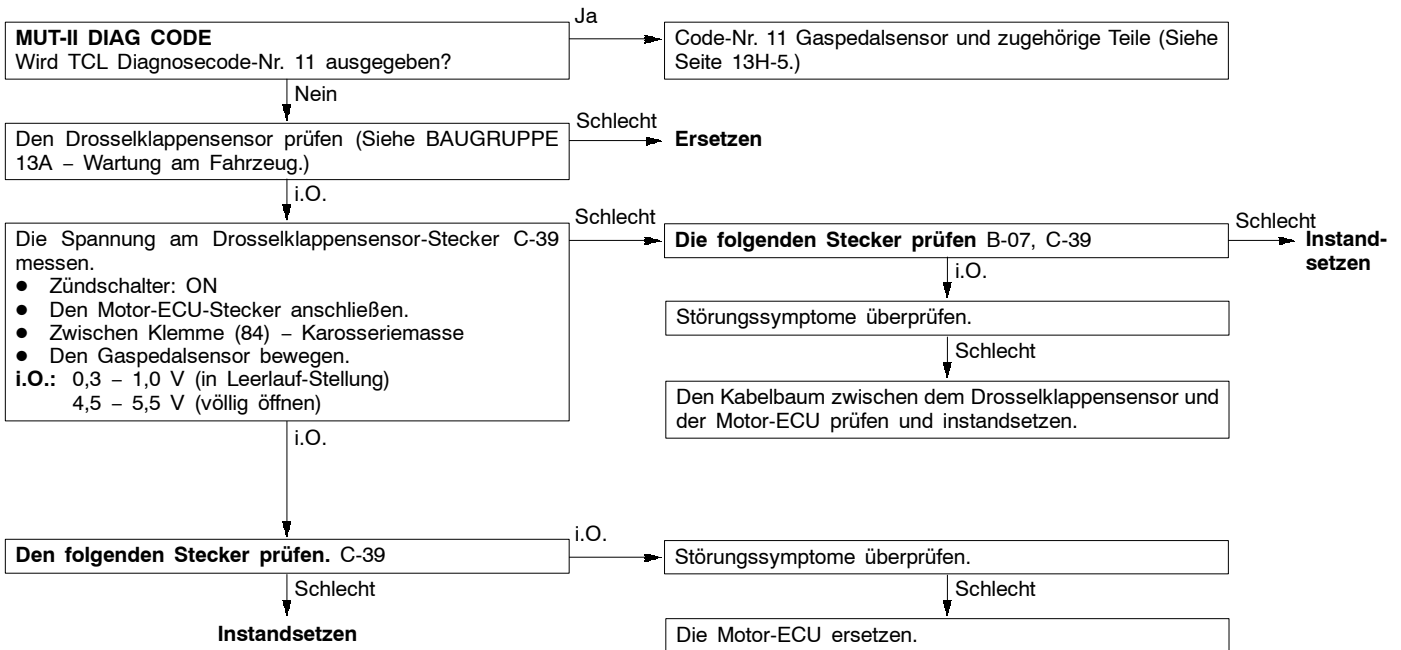 Ja
MUT-II DIAG CODE
Wird TCL Diagnosecode-Nr. 11 ausgegeben?
Code-Nr. 11 Gaspedalsensor und zugehörige Teile (Siehe
Seite 13H-5.)
Nein
Den Drosselklappensensor prüfen (Siehe BAUGRUPPE
13A – Wartung am Fahrzeug.)
Schlecht
Ersetzen
i.O.
Die Spannung am Drosselklappensensor-Stecker C-39
messen.
● Zündschalter: ON
● Den Motor-ECU-Stecker anschließen.
● Zwischen Klemme (84) – Karosseriemasse
● Den Gaspedalsensor bewegen.
i.O.: 0,3 – 1,0 V (in Leerlauf-Stellung)
4,5 – 5,5 V (völlig öffnen)
Schlecht
Die folgenden Stecker prüfen B-07, C-39
Schlecht
Instand-
setzen
i.O.
Störungssymptome überprüfen.
Schlecht
Den Kabelbaum zwischen dem Drosselklappensensor und
der Motor-ECU prüfen und instandsetzen.
i.O.
Den folgenden Stecker prüfen. C-39
i.O.
Störungssymptome überprüfen.
Schlecht
Instandsetzen
Schlecht
Die Motor-ECU ersetzen.